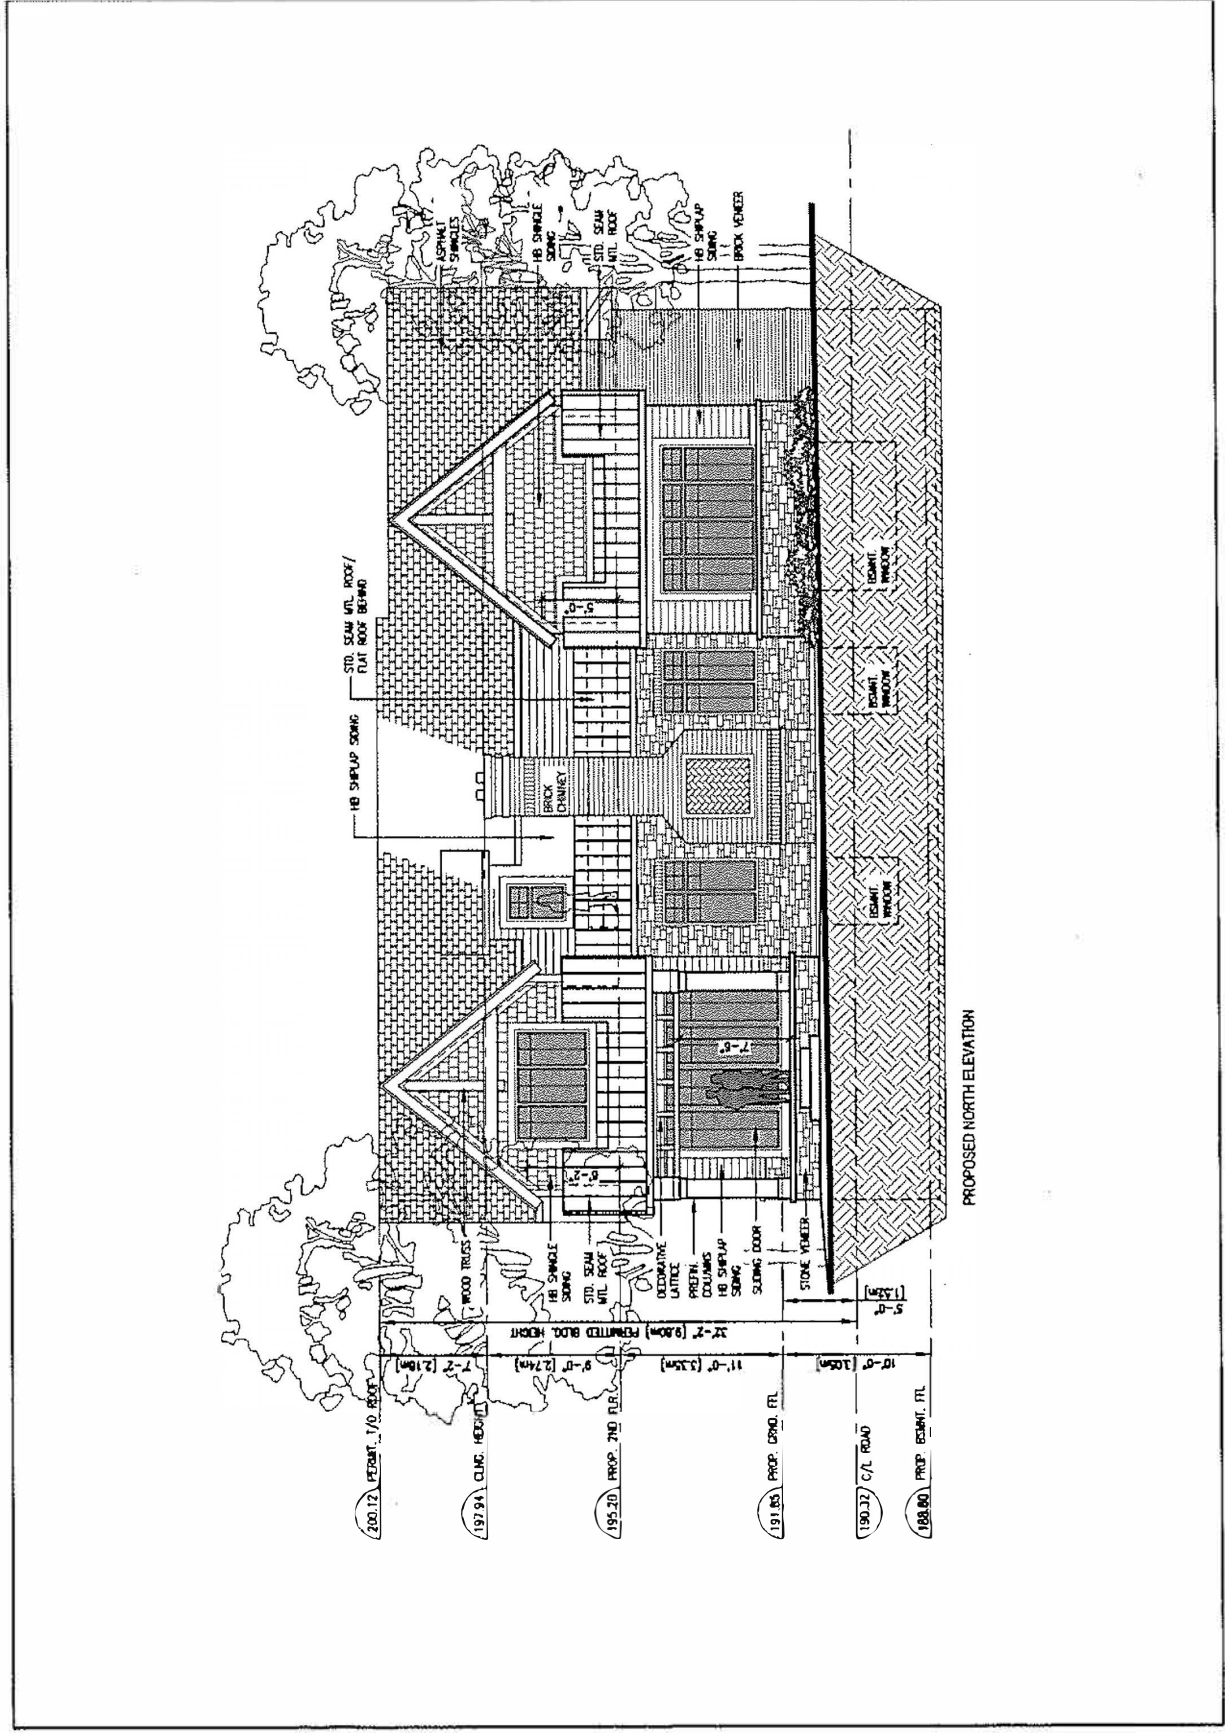 HB SHIPLAP SIDING
STD. SEAM MTL. ROOF/
FLAT ROOF BEHIND
ASPHALT
SHINGLES
HB SHINGLE
SIDING
STD. SEAM
MTL. ROOF
HB SHIPLAP
SIDING
BRICK VENEER
BRICK
CHIMNEY
5'-0"
6'-2"
7'-6"
WOOD TRUSS
HB SHINGLE
SIDING
STD. SEAM
MTL. ROOF
DECORATIVE
LATTICE
PREFIN.
COLUMNS
HB SHIPLAP
SIDING
SLIDING DOOR
STONE VENEER
BSMNT.
WINDOW
BSMNT.
WINDOW
BSMNT.
WINDOW
200.12 PERMIT. T/O ROOF
197.94 CLNG. HEIGHT
195.20 PROP. 2ND FLR.
191.85 PROP. GRND. FFL
190.32 C/L ROAD
188.80 PROP. BSMNT. FFL
7'-2" [2.18m]
9'-0" [2.74m]
11'-0" [3.35m]
10'-0" [3.05m]
32'-2" [9.80m] PERMITTED BLDG. HEIGHT
5'-0"
[1.52m]
PROPOSED NORTH ELEVATION